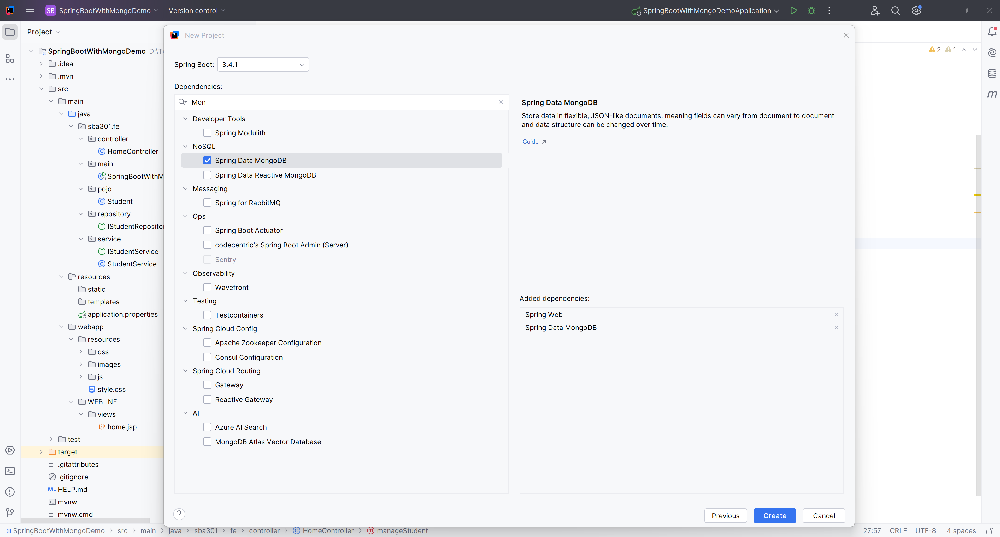 SB SpringBootWithMongoDemo Version control SpringBootWithMongoDemoApplication
Project
SpringBootWithMongoDemo D:\T
.idea
.mvn
src
main
java
sba301.fe
controller
HomeController
main
SpringBootWithM
pojo
Student
repository
IStudentRepositor
service
IStudentService
StudentService
resources
static
templates
application.properties
webapp
resources
css
images
js
style.css
WEB-INF
views
JSP home.jsp
test
target
.gitattributes
.gitignore
M↓ HELP.md
mvnw
mvnw.cmd
New Project
Spring Boot: 3.4.1
Dependencies:
Mon
Developer Tools
Spring Modulith
NoSQL
Spring Data MongoDB
Spring Data Reactive MongoDB
Messaging
Spring for RabbitMQ
Ops
Spring Boot Actuator
codecentric's Spring Boot Admin (Server)
Sentry
Observability
Wavefront
Testing
Testcontainers
Spring Cloud Config
Apache Zookeeper Configuration
Consul Configuration
Spring Cloud Routing
Gateway
Reactive Gateway
AI
Azure AI Search
MongoDB Atlas Vector Database
Spring Data MongoDB
Store data in flexible, JSON-like documents, meaning fields can vary from document to document
and data structure can be changed over time.
Guide ↗
Added dependencies:
Spring Web
Spring Data MongoDB
? Previous Create Cancel
2 1
m
SpringBootWithMongoDemo > src > main > java > sba301 > fe > controller > HomeController > manageStudent
27:57 CRLF UTF-8 4 spaces